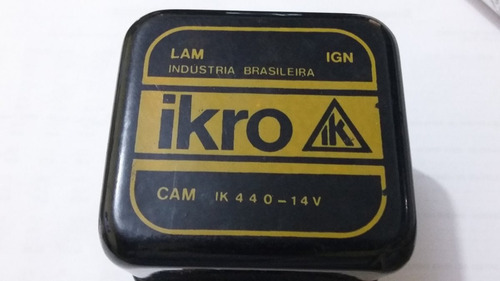 LAM IGN
INDUSTRIA BRASILEIRA
ikro iK
CAM IK 440-14V